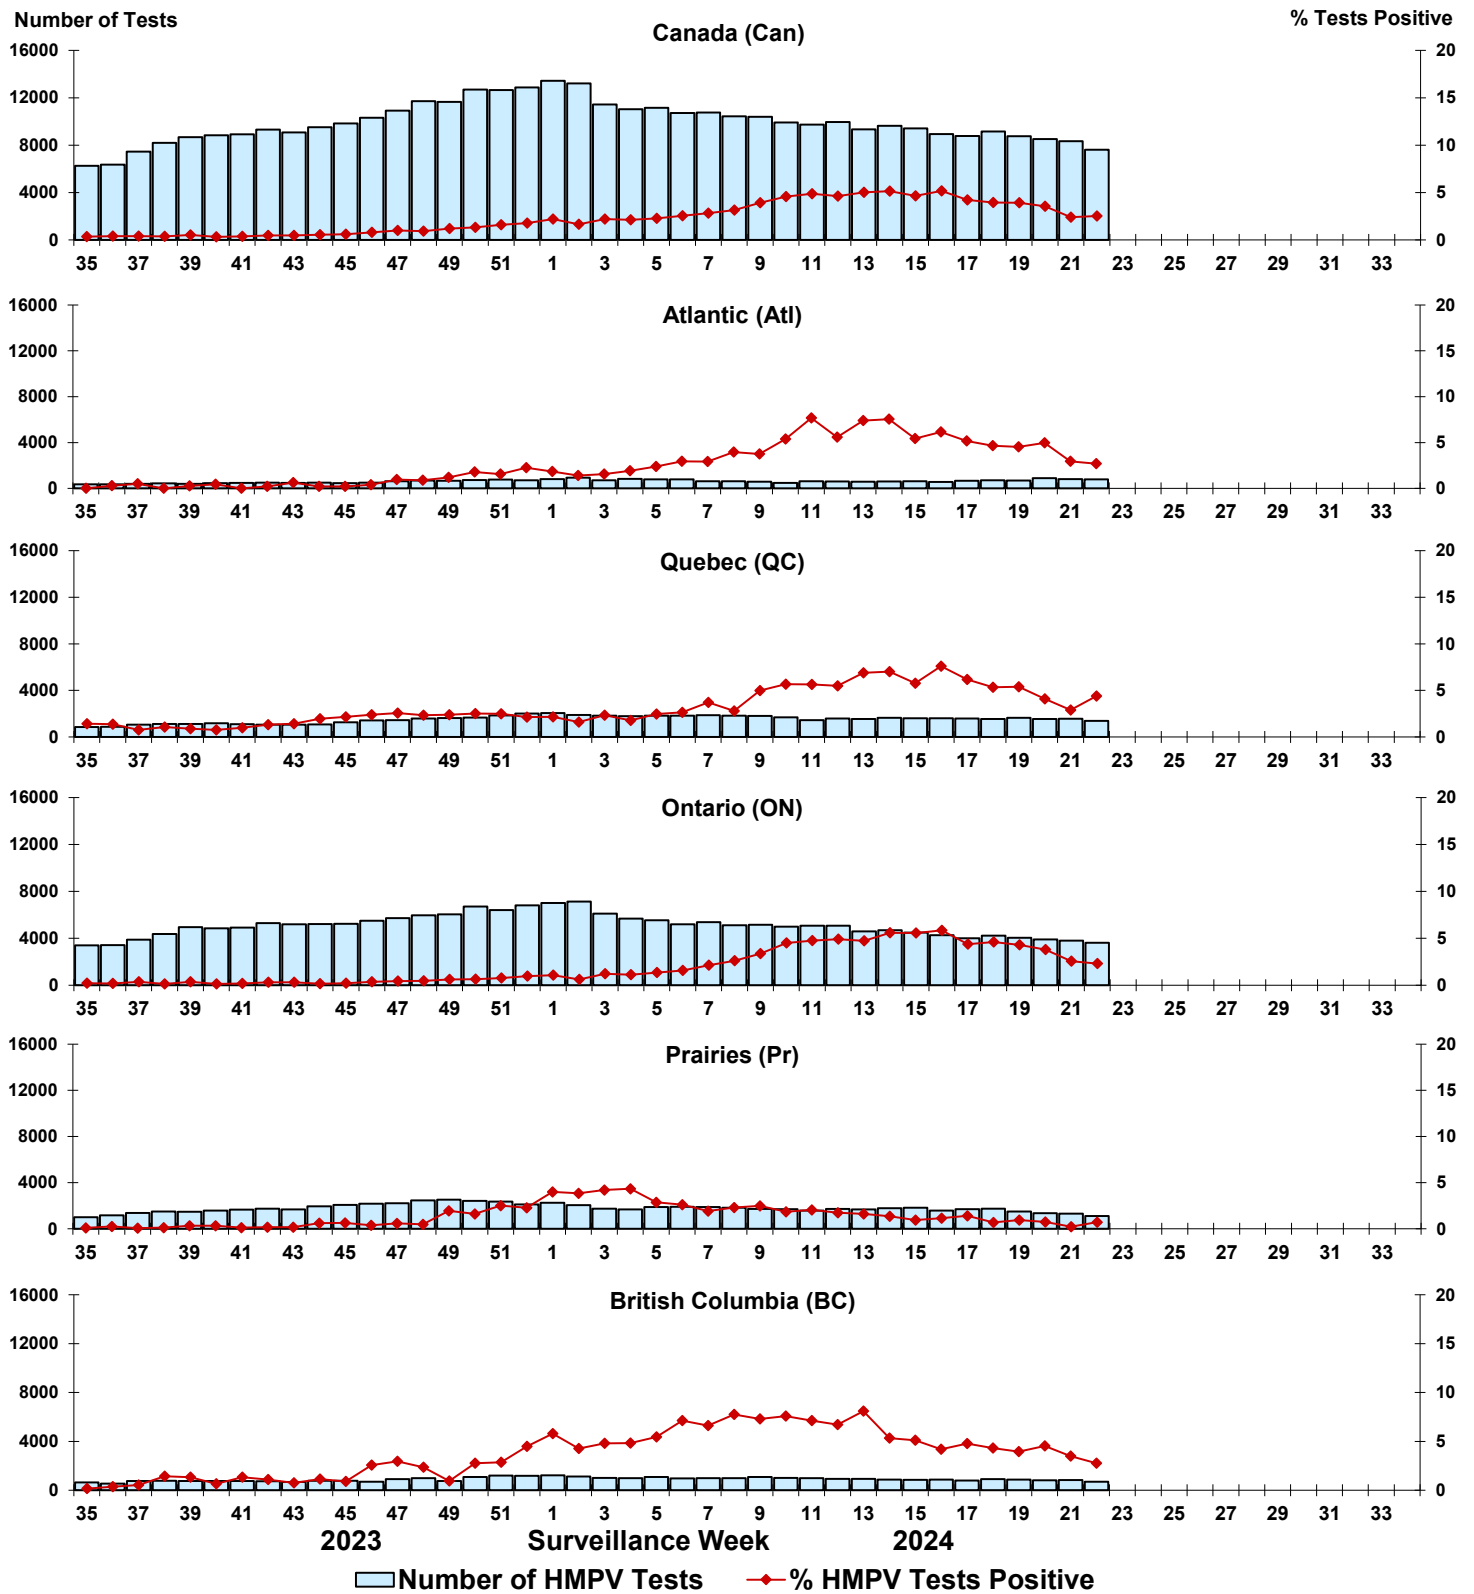 Number of Tests
% Tests Positive
Canada (Can)
16000 20
12000 15
8000 10
4000 5
0 0
35 37 39 41 43 45 47 49 51 1 3 5 7 9 11 13 15 17 19 21 23 25 27 29 31 33
Atlantic (Atl)
16000 20
12000 15
8000 10
4000 5
0 0
35 37 39 41 43 45 47 49 51 1 3 5 7 9 11 13 15 17 19 21 23 25 27 29 31 33
Quebec (QC)
16000 20
12000 15
8000 10
4000 5
0 0
35 37 39 41 43 45 47 49 51 1 3 5 7 9 11 13 15 17 19 21 23 25 27 29 31 33
Ontario (ON)
16000 20
12000 15
8000 10
4000 5
0 0
35 37 39 41 43 45 47 49 51 1 3 5 7 9 11 13 15 17 19 21 23 25 27 29 31 33
Prairies (Pr)
16000 20
12000 15
8000 10
4000 5
0 0
35 37 39 41 43 45 47 49 51 1 3 5 7 9 11 13 15 17 19 21 23 25 27 29 31 33
British Columbia (BC)
16000 20
12000 15
8000 10
4000 5
0 0
35 37 39 41 43 45 47 49 51 1 3 5 7 9 11 13 15 17 19 21 23 25 27 29 31 33
2023 Surveillance Week 2024
Number of HMPV Tests % HMPV Tests Positive